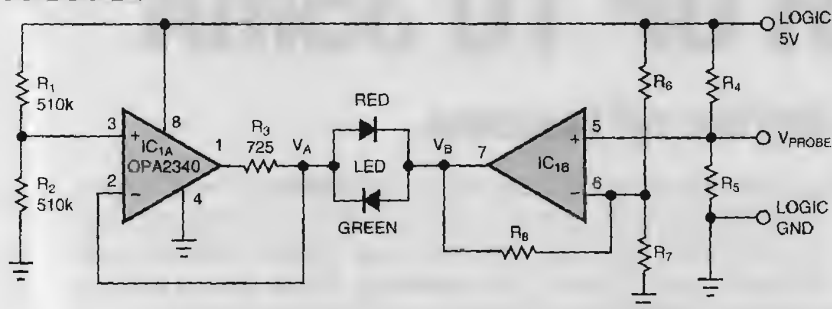 LOGIC
5V
R1
510k
R6
R4
RED
3
+
8
1
R3
725
VA
VB
7
+
5
VPROBE
IC1A
OPA2340
LED
IC1B
2
–
4
–
6
R2
510k
R5
GREEN
R8
R7
LOGIC
GND